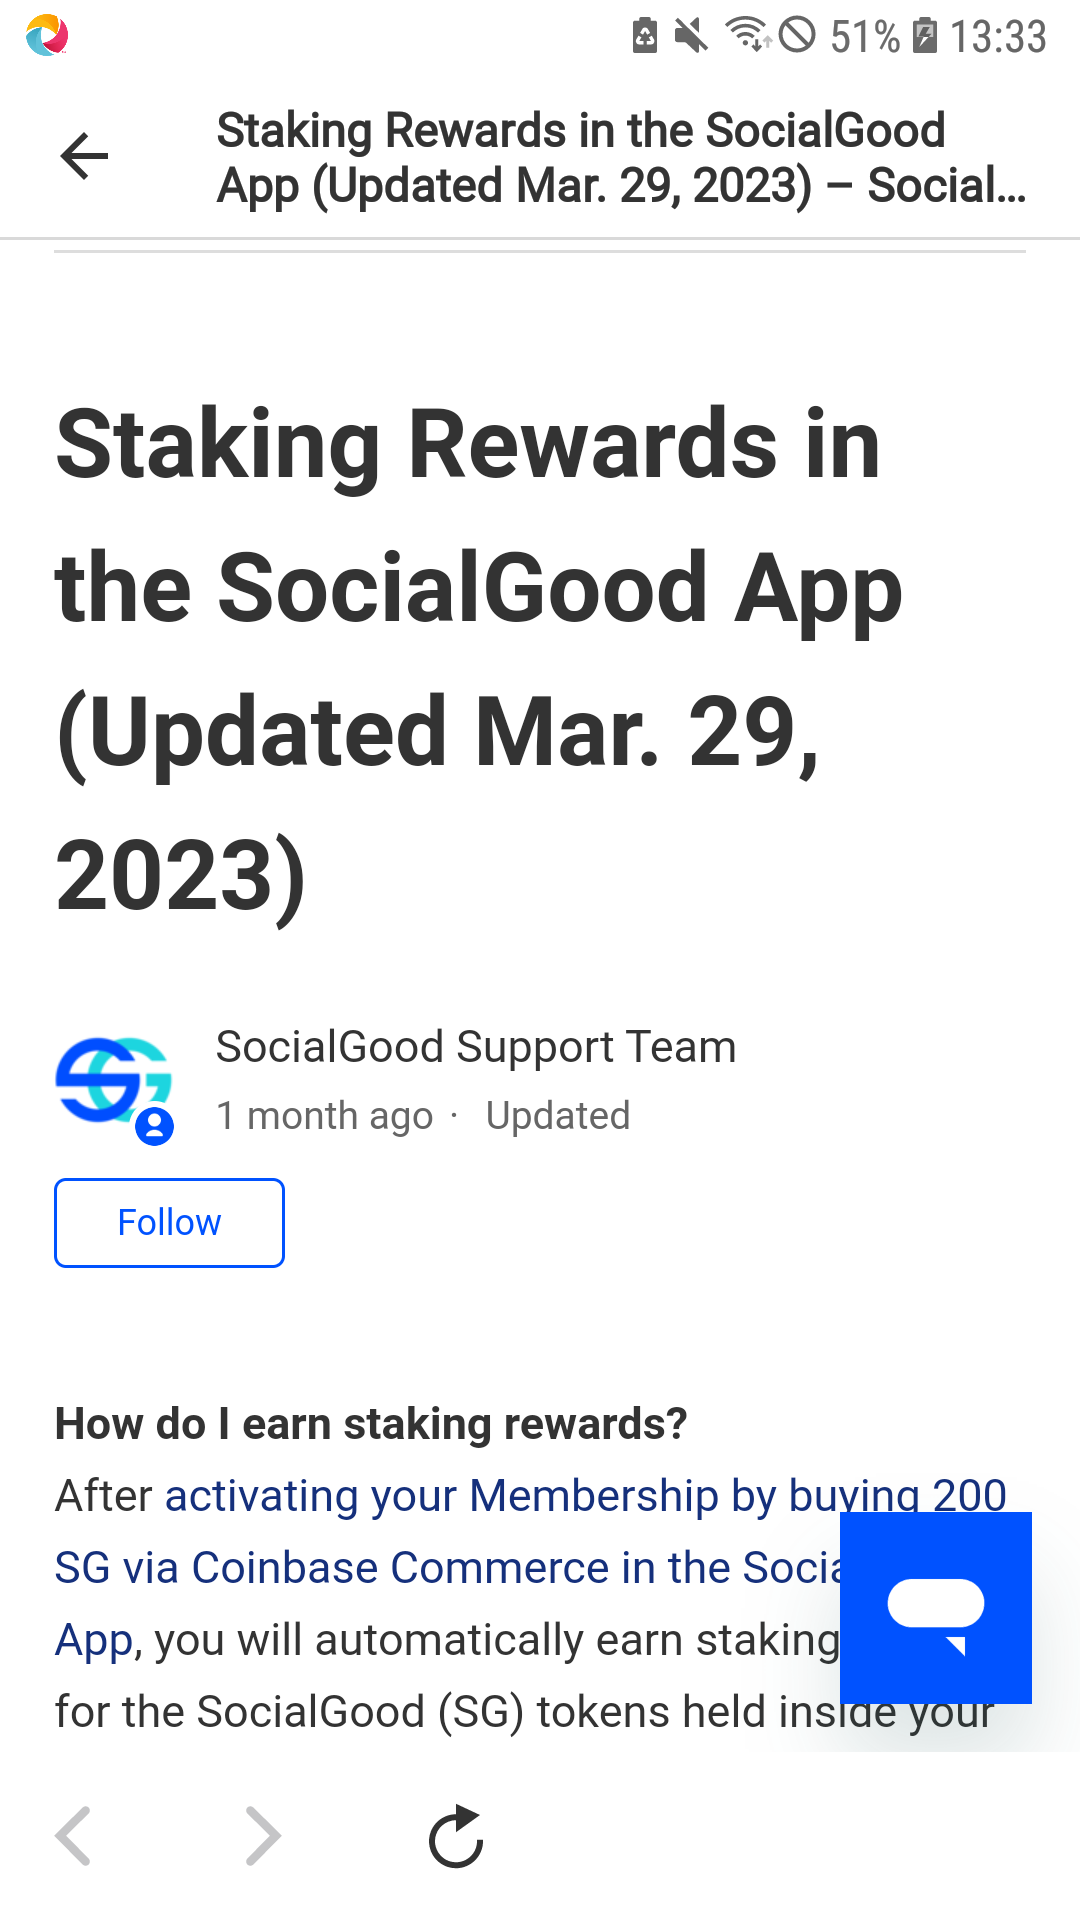 51% 13:33
Staking Rewards in the SocialGood
App (Updated Mar. 29, 2023) – Social...
Staking Rewards in
the SocialGood App
(Updated Mar. 29,
2023)
SocialGood Support Team
1 month ago · Updated
Follow
How do I earn staking rewards?
After activating your Membership by buying 200
SG via Coinbase Commerce in the
App, you will automatically earn staking
for the SocialGood (SG) tokens held inside your